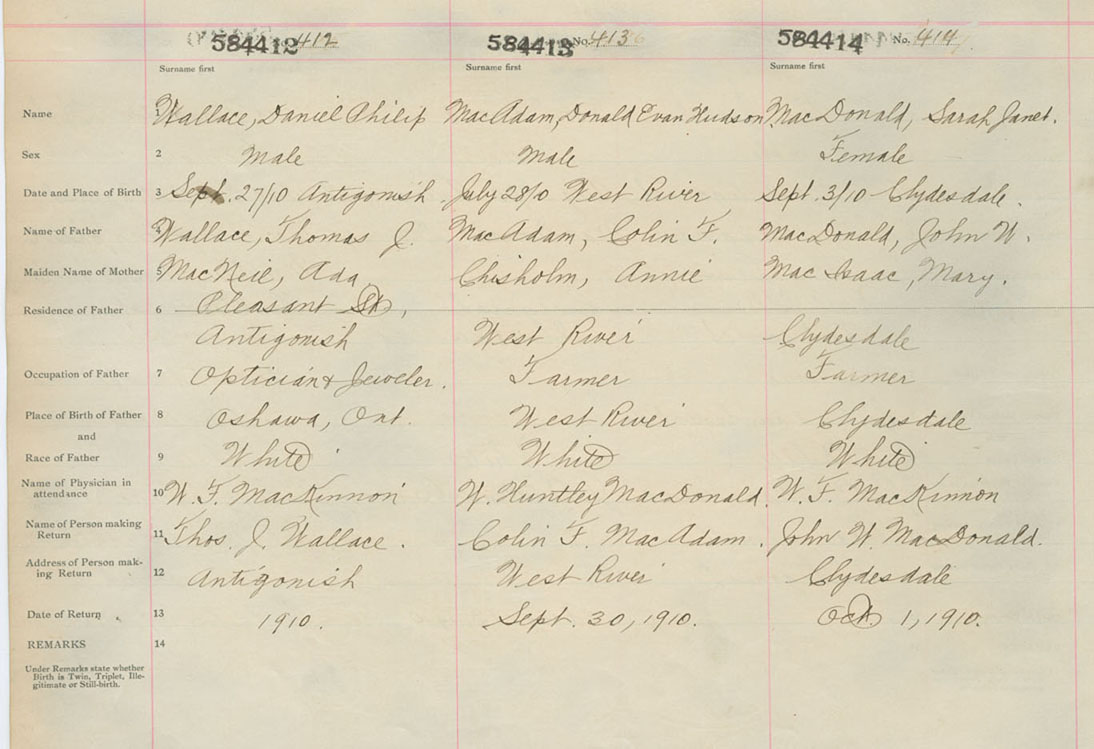 584412 412 584413 No. 413 584414 No. 414
Surname first Surname first Surname first
Name Wallace, Daniel Philip MacAdam, Donald Evan Hudson MacDonald, Sarah Janet.
Sex 2 Male Male Female
Date and Place of Birth 3 Sept. 27/10 Antigonish. July 28/10 West River Sept. 3/10 Clydesdale.
Name of Father 4 Wallace, Thomas J. MacAdam, Colin F. MacDonald, John W.
Maiden Name of Mother 5 MacNeil, Ada Chisholm, Annie MacIsaac, Mary.
Residence of Father 6 Pleasant St,
Antigonish West River Clydesdale
Occupation of Father 7 Optician & Jeweler. Farmer Farmer
Place of Birth of Father 8 Oshawa, Ont. West River Clydesdale
and
Race of Father 9 White White White
Name of Physician in
attendance 10 W. F. MacKinnon W. Huntley MacDonald. W. F. MacKinnon
Name of Person making
Return 11 Thos. J. Wallace. Colin F. MacAdam. John W. MacDonald.
Address of Person mak-
ing Return 12 Antigonish West River Clydesdale
Date of Return 13 1910. Sept. 30, 1910. Oct. 1, 1910.
REMARKS 14
Under Remarks state whether
Birth is Twin, Triplet, Ille-
gitimate or Still-birth.